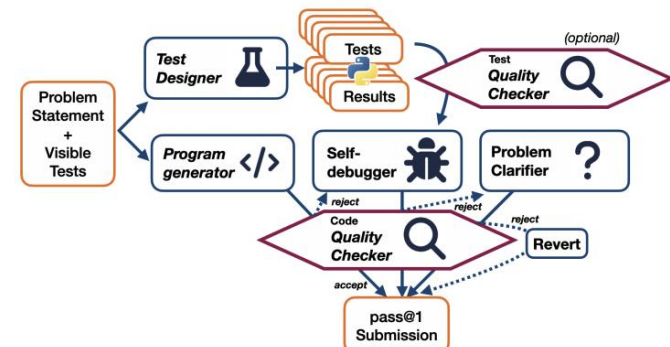 (optional)
Test
Designer
Tests
Results
Test
Quality
Checker
Problem
Statement
+
Visible
Tests
Program
generator
</>
Self-
debugger
Problem
Clarifier
?
reject
reject
reject
Code
Quality
Checker
Revert
accept
pass@1
Submission